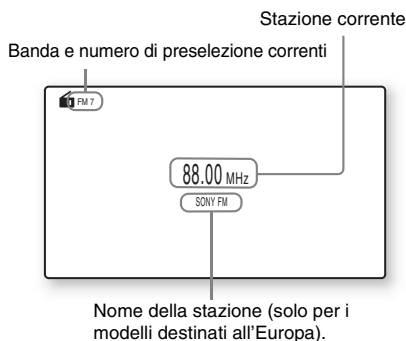 Stazione corrente
Banda e numero di preselezione correnti
FM 7
88.00 MHz
SONY FM
Nome della stazione (solo per i
modelli destinati all'Europa).